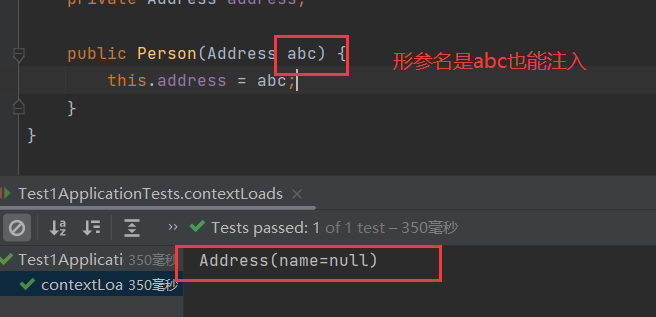 private Address address;
public Person(Address abc) {
this.address = abc;
}
}
形参名是abc也能注入
Test1ApplicationTests.contextLoads ×
» Tests passed: 1 of 1 test – 350毫秒
Test1Applicati 350毫秒
contextLoa 350毫秒
Address(name=null)